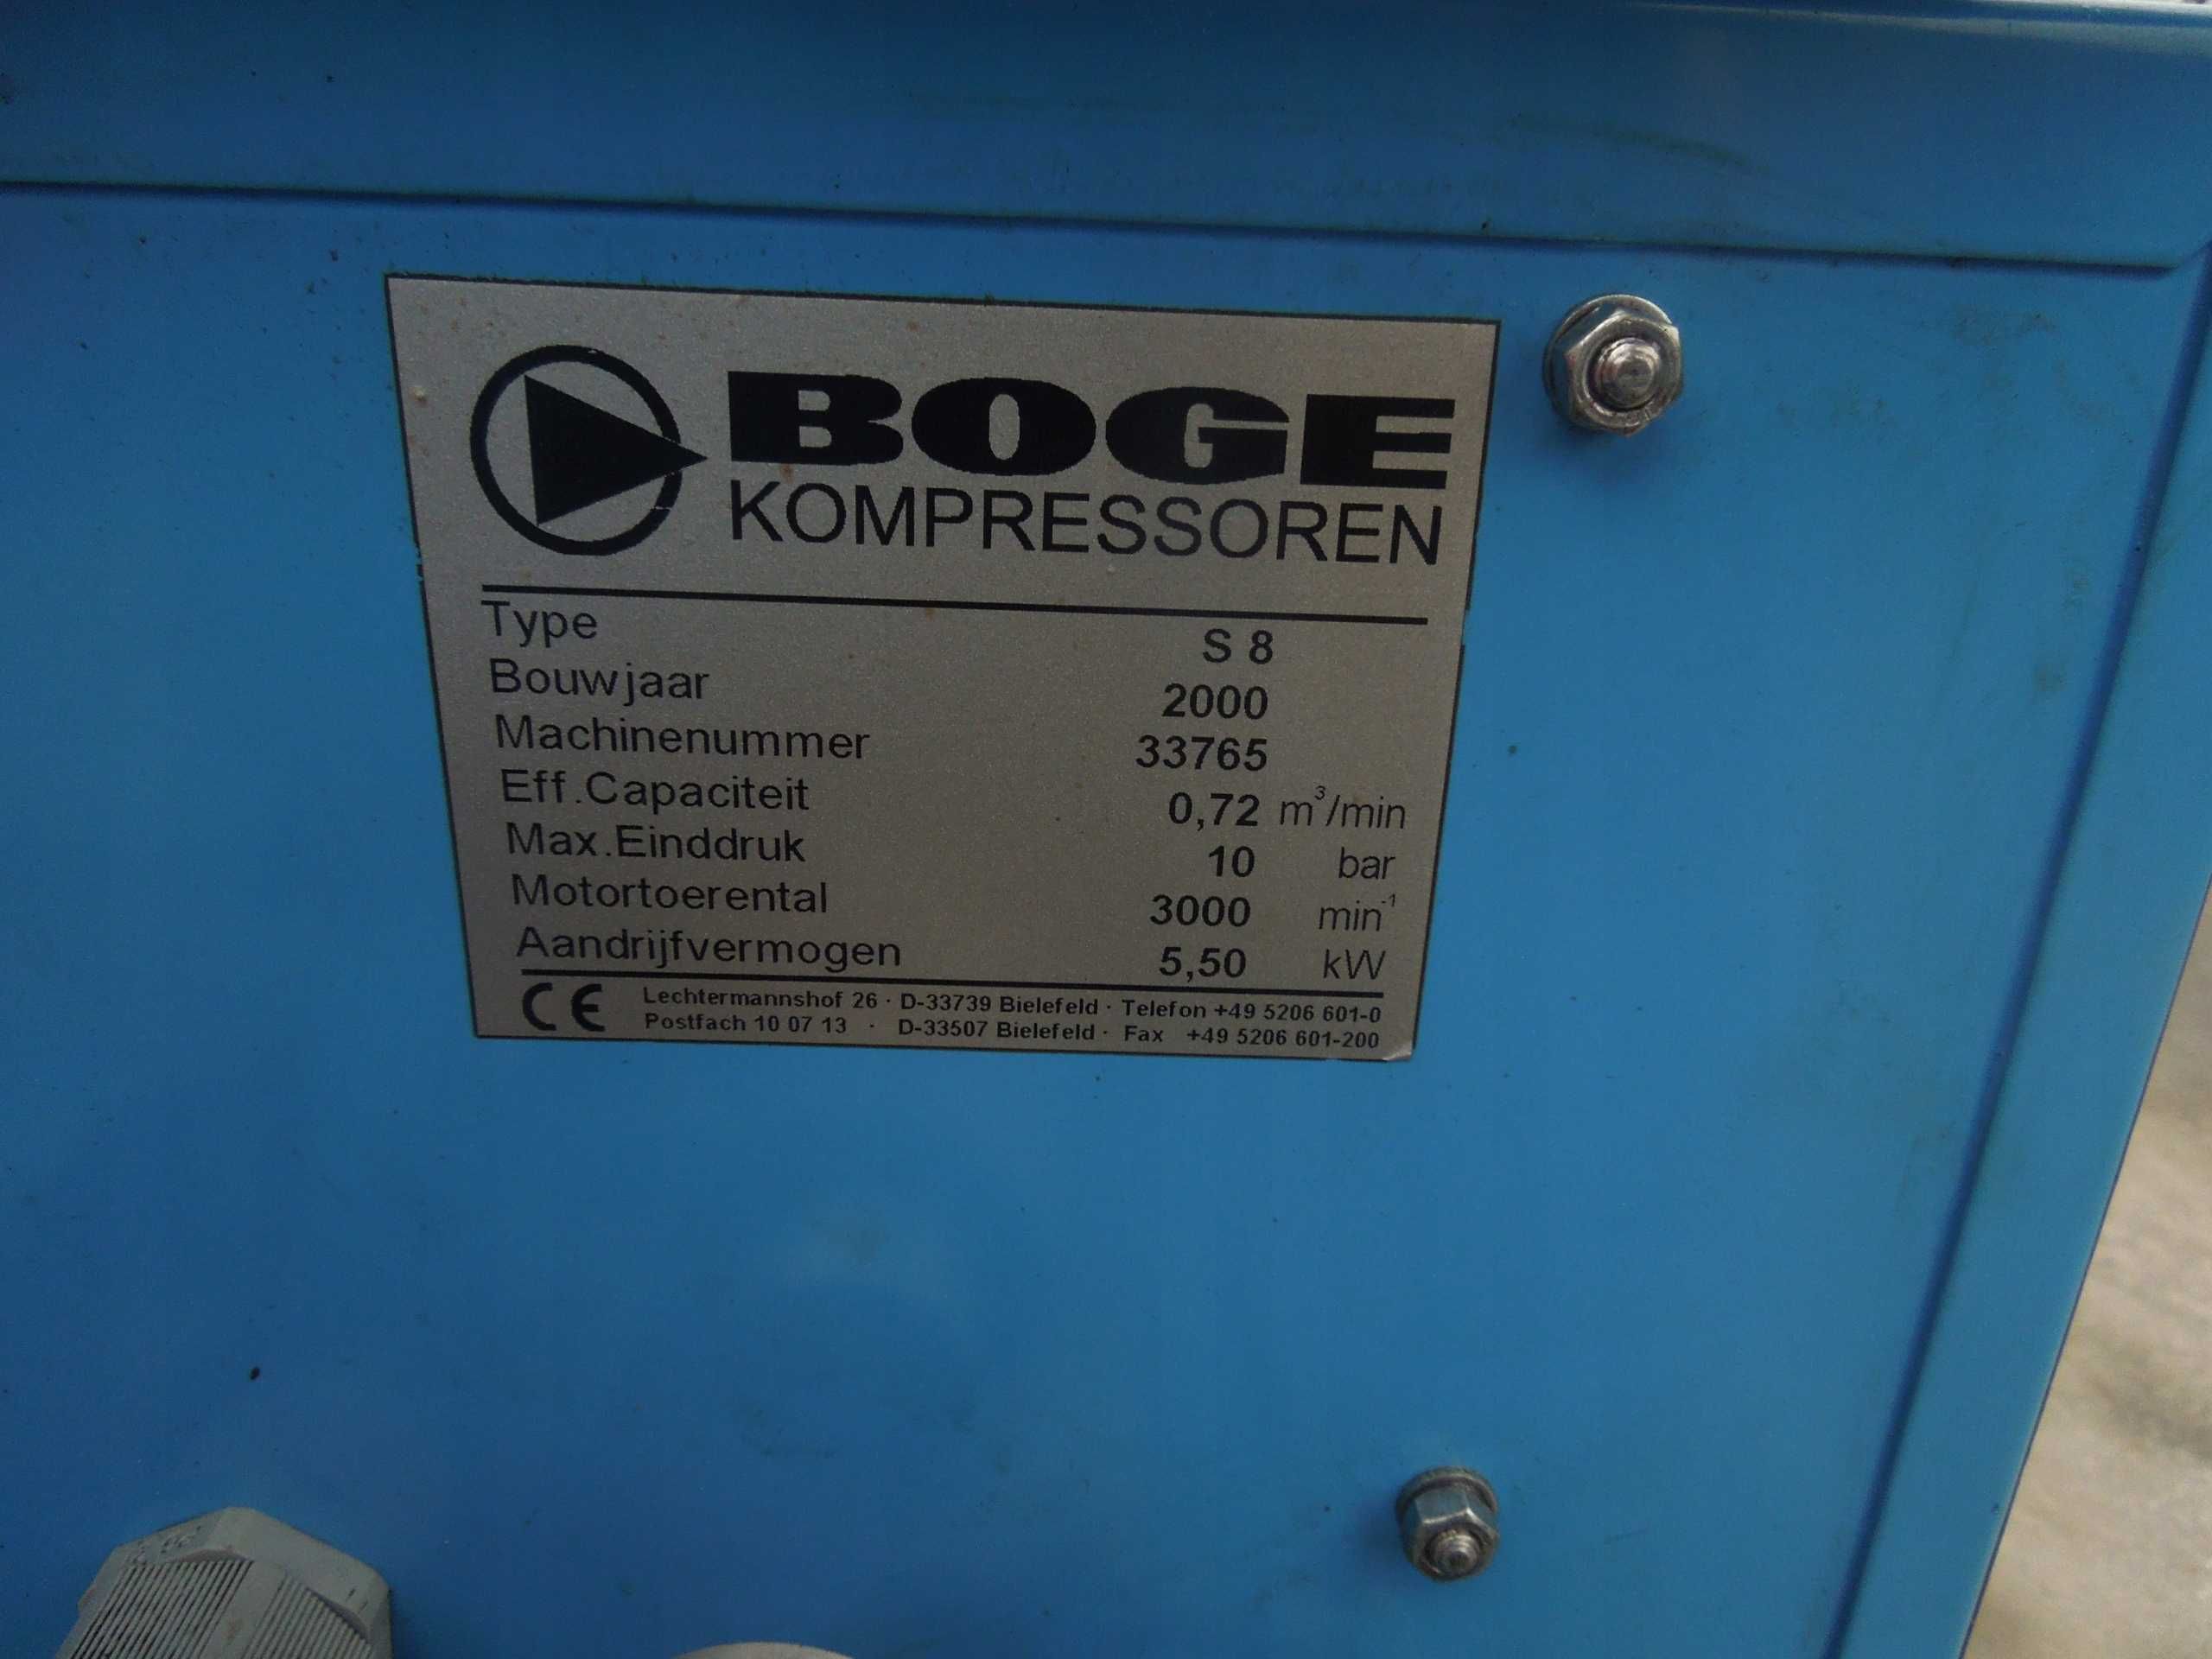 BOGE
KOMPRESSOREN
Type S 8
Bouwjaar 2000
Machinenummer 33765
Eff.Capaciteit 0,72 m³/min
Max.Einddruk 10 bar
Motortoerental 3000 min⁻¹
Aandrijfvermogen 5,50 kW
CE Lechtermannshof 26 · D-33739 Bielefeld · Telefon +49 5206 601-0
Postfach 10 07 13 · D-33507 Bielefeld · Fax +49 5206 601-200